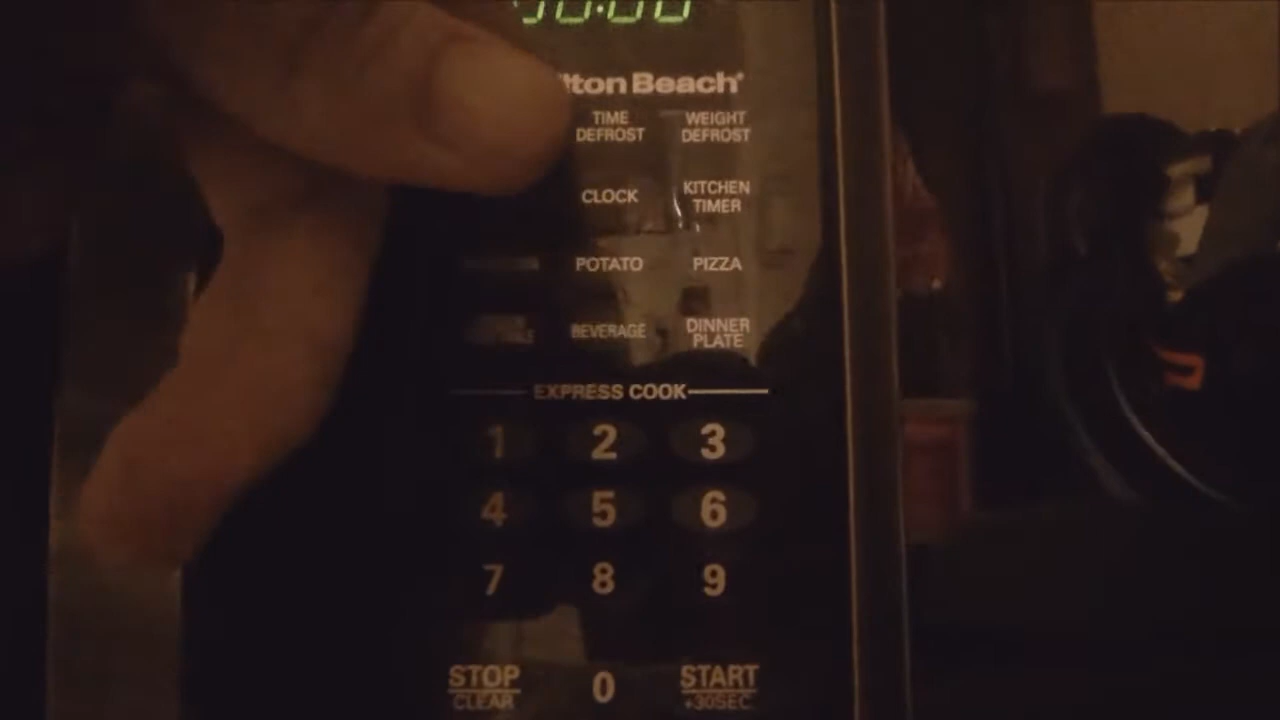 lton Beach
TIME
DEFROST
WEIGHT
DEFROST
CLOCK
KITCHEN
TIMER
POTATO
PIZZA
BEVERAGE
DINNER
PLATE
EXPRESS COOK
1 2 3
4 5 6
7 8 9
STOP
CLEAR
0
START
+30SEC.